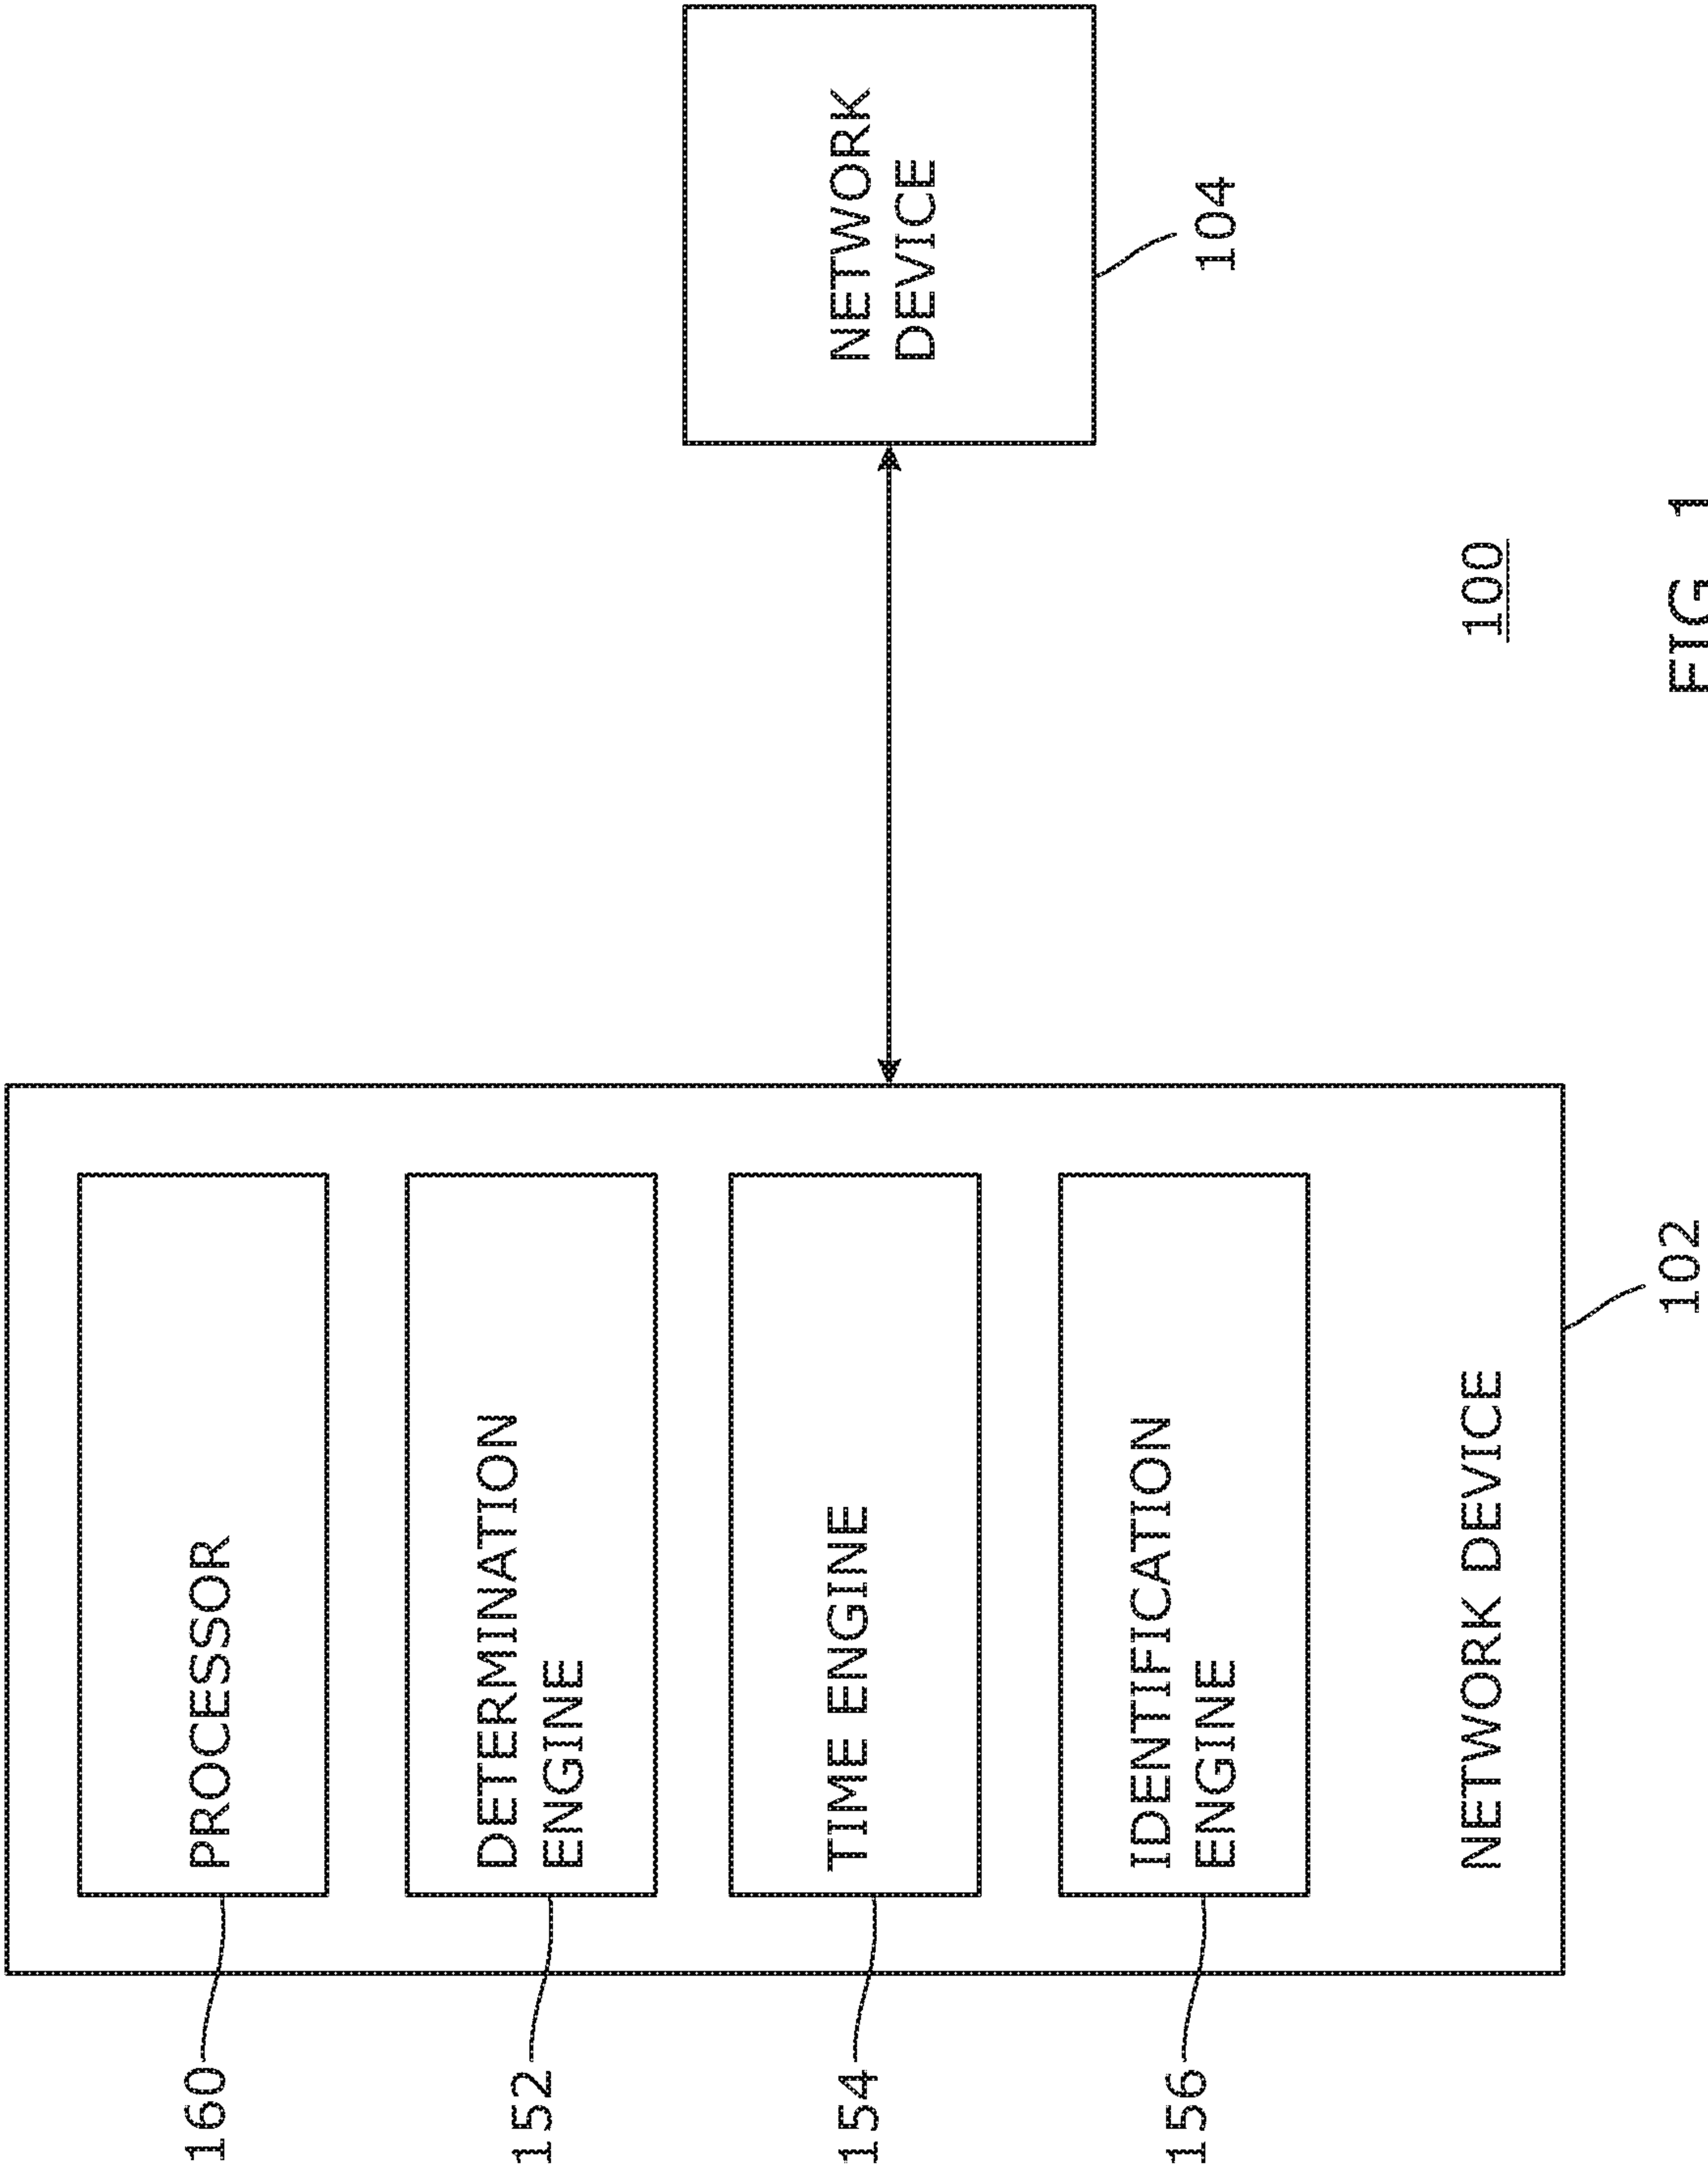 160
PROCESSOR
152
DETERMINATION
ENGINE
154
TIME ENGINE
156
IDENTIFICATION
ENGINE
NETWORK DEVICE
102
NETWORK
DEVICE
104
100
FIG 1